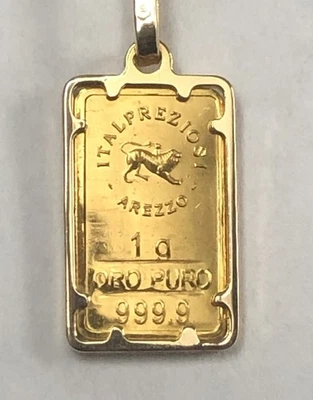 ITALPREZIOSI
AREZZO
1 g
ORO PURO
999.9